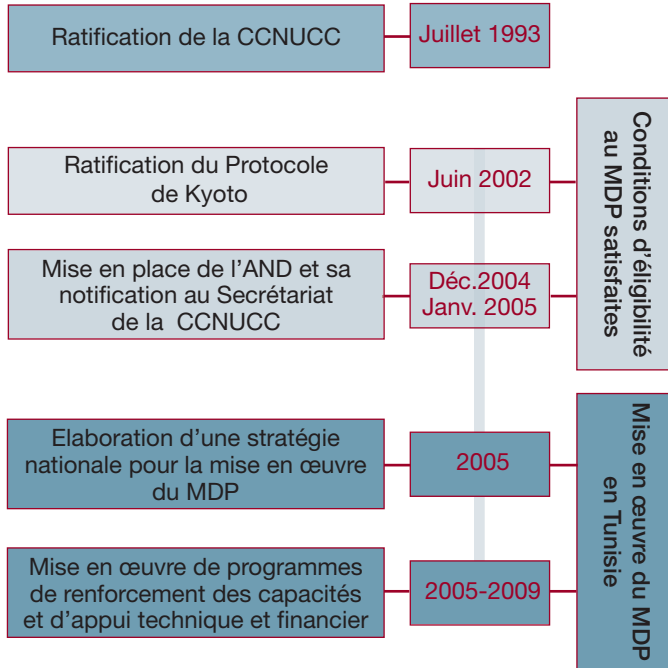 Ratification de la CCNUCC
Juillet 1993
Ratification du Protocole
de Kyoto
Juin 2002
Mise en place de l’AND et sa
notification au Secrétariat
de la CCNUCC
Déc.2004
Janv. 2005
Conditions d’éligibilité
au MDP satisfaites
Elaboration d’une stratégie
nationale pour la mise en œuvre
du MDP
2005
Mise en œuvre de programmes
de renforcement des capacités
et d’appui technique et financier
2005-2009
Mise en œuvre du MDP
en Tunisie